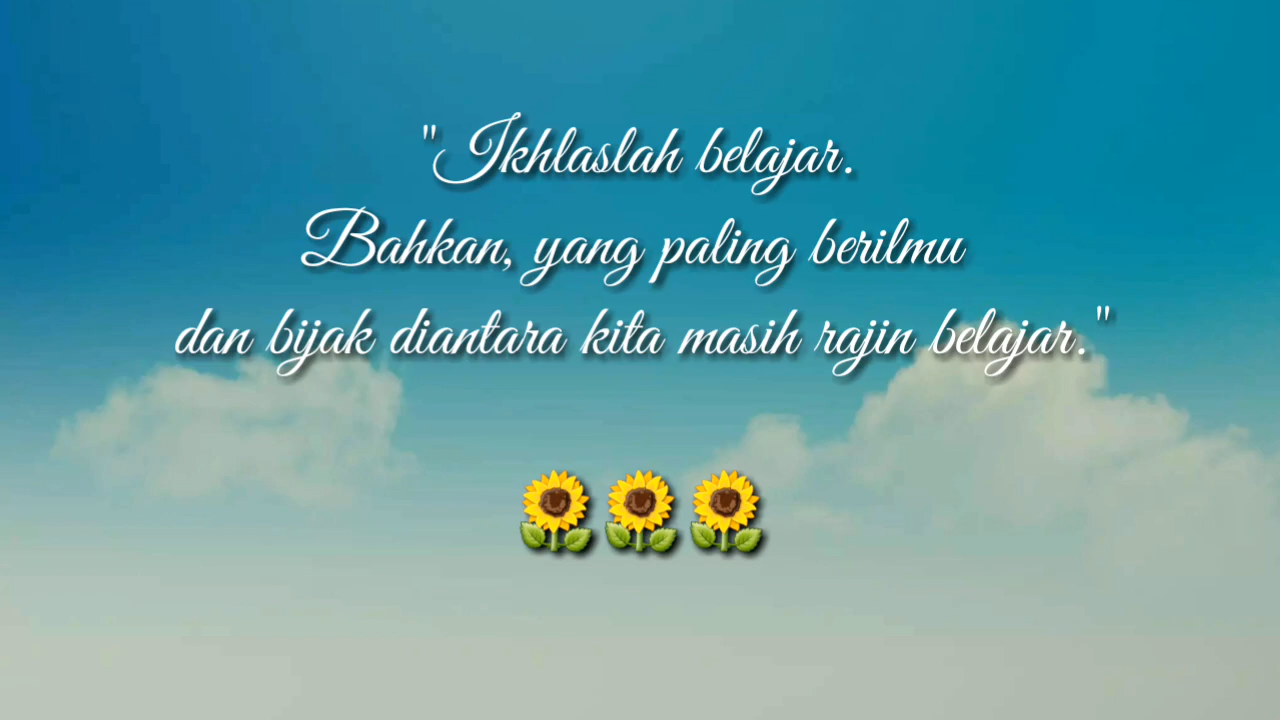 "Ikhlaslah belajar.
Bahkan, yang paling berilmu
dan bijak diantara kita masih rajin belajar."